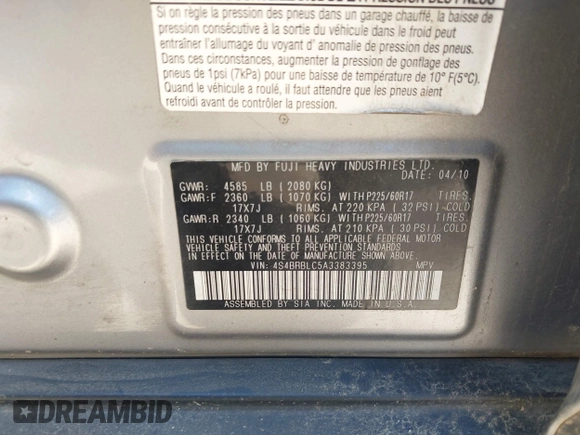 Si on règle la pression des pneus dans un garage chauffé, la baisse de
pression consécutive à la sortie du véhicule dans le froid peut
entraîner l'allumage du voyant d' anomalie de pression des pneus.
Dans ces circonstances, augmenter la pression de gonflage des
pneus de 1psi (7kPa) pour une baisse de température de 10° F(5°C).
Quand le véhicule a roulé, il faut attendre que les pneus aient
refroidi avant de contrôler la pression.
MFD BY FUJI HEAVY INDUSTRIES LTD.
DATE: 04/10
GVWR: 4585 LB ( 2080 KG)
GAWR:F 2360 LB ( 1070 KG) WITH P225/60R17 TIRES,
17X7J RIMS, AT 220 KPA ( 32 PSI) COLD
GAWR:R 2340 LB ( 1060 KG) WITH P225/60R17 TIRES,
17X7J RIMS, AT 210 KPA ( 30 PSI) COLD
THIS VEHICLE CONFORMS TO ALL APPLICABLE FEDERAL MOTOR
VEHICLE SAFETY AND THEFT PREVENTION STANDARDS IN EFFECT
ON THE DATE OF MANUFACTURE SHOWN ABOVE.
VIN: 4S4BRBLC5A3383395 MPV
ASSEMBLED BY SIA INC. MADE IN U.S.A.
DREAMBID